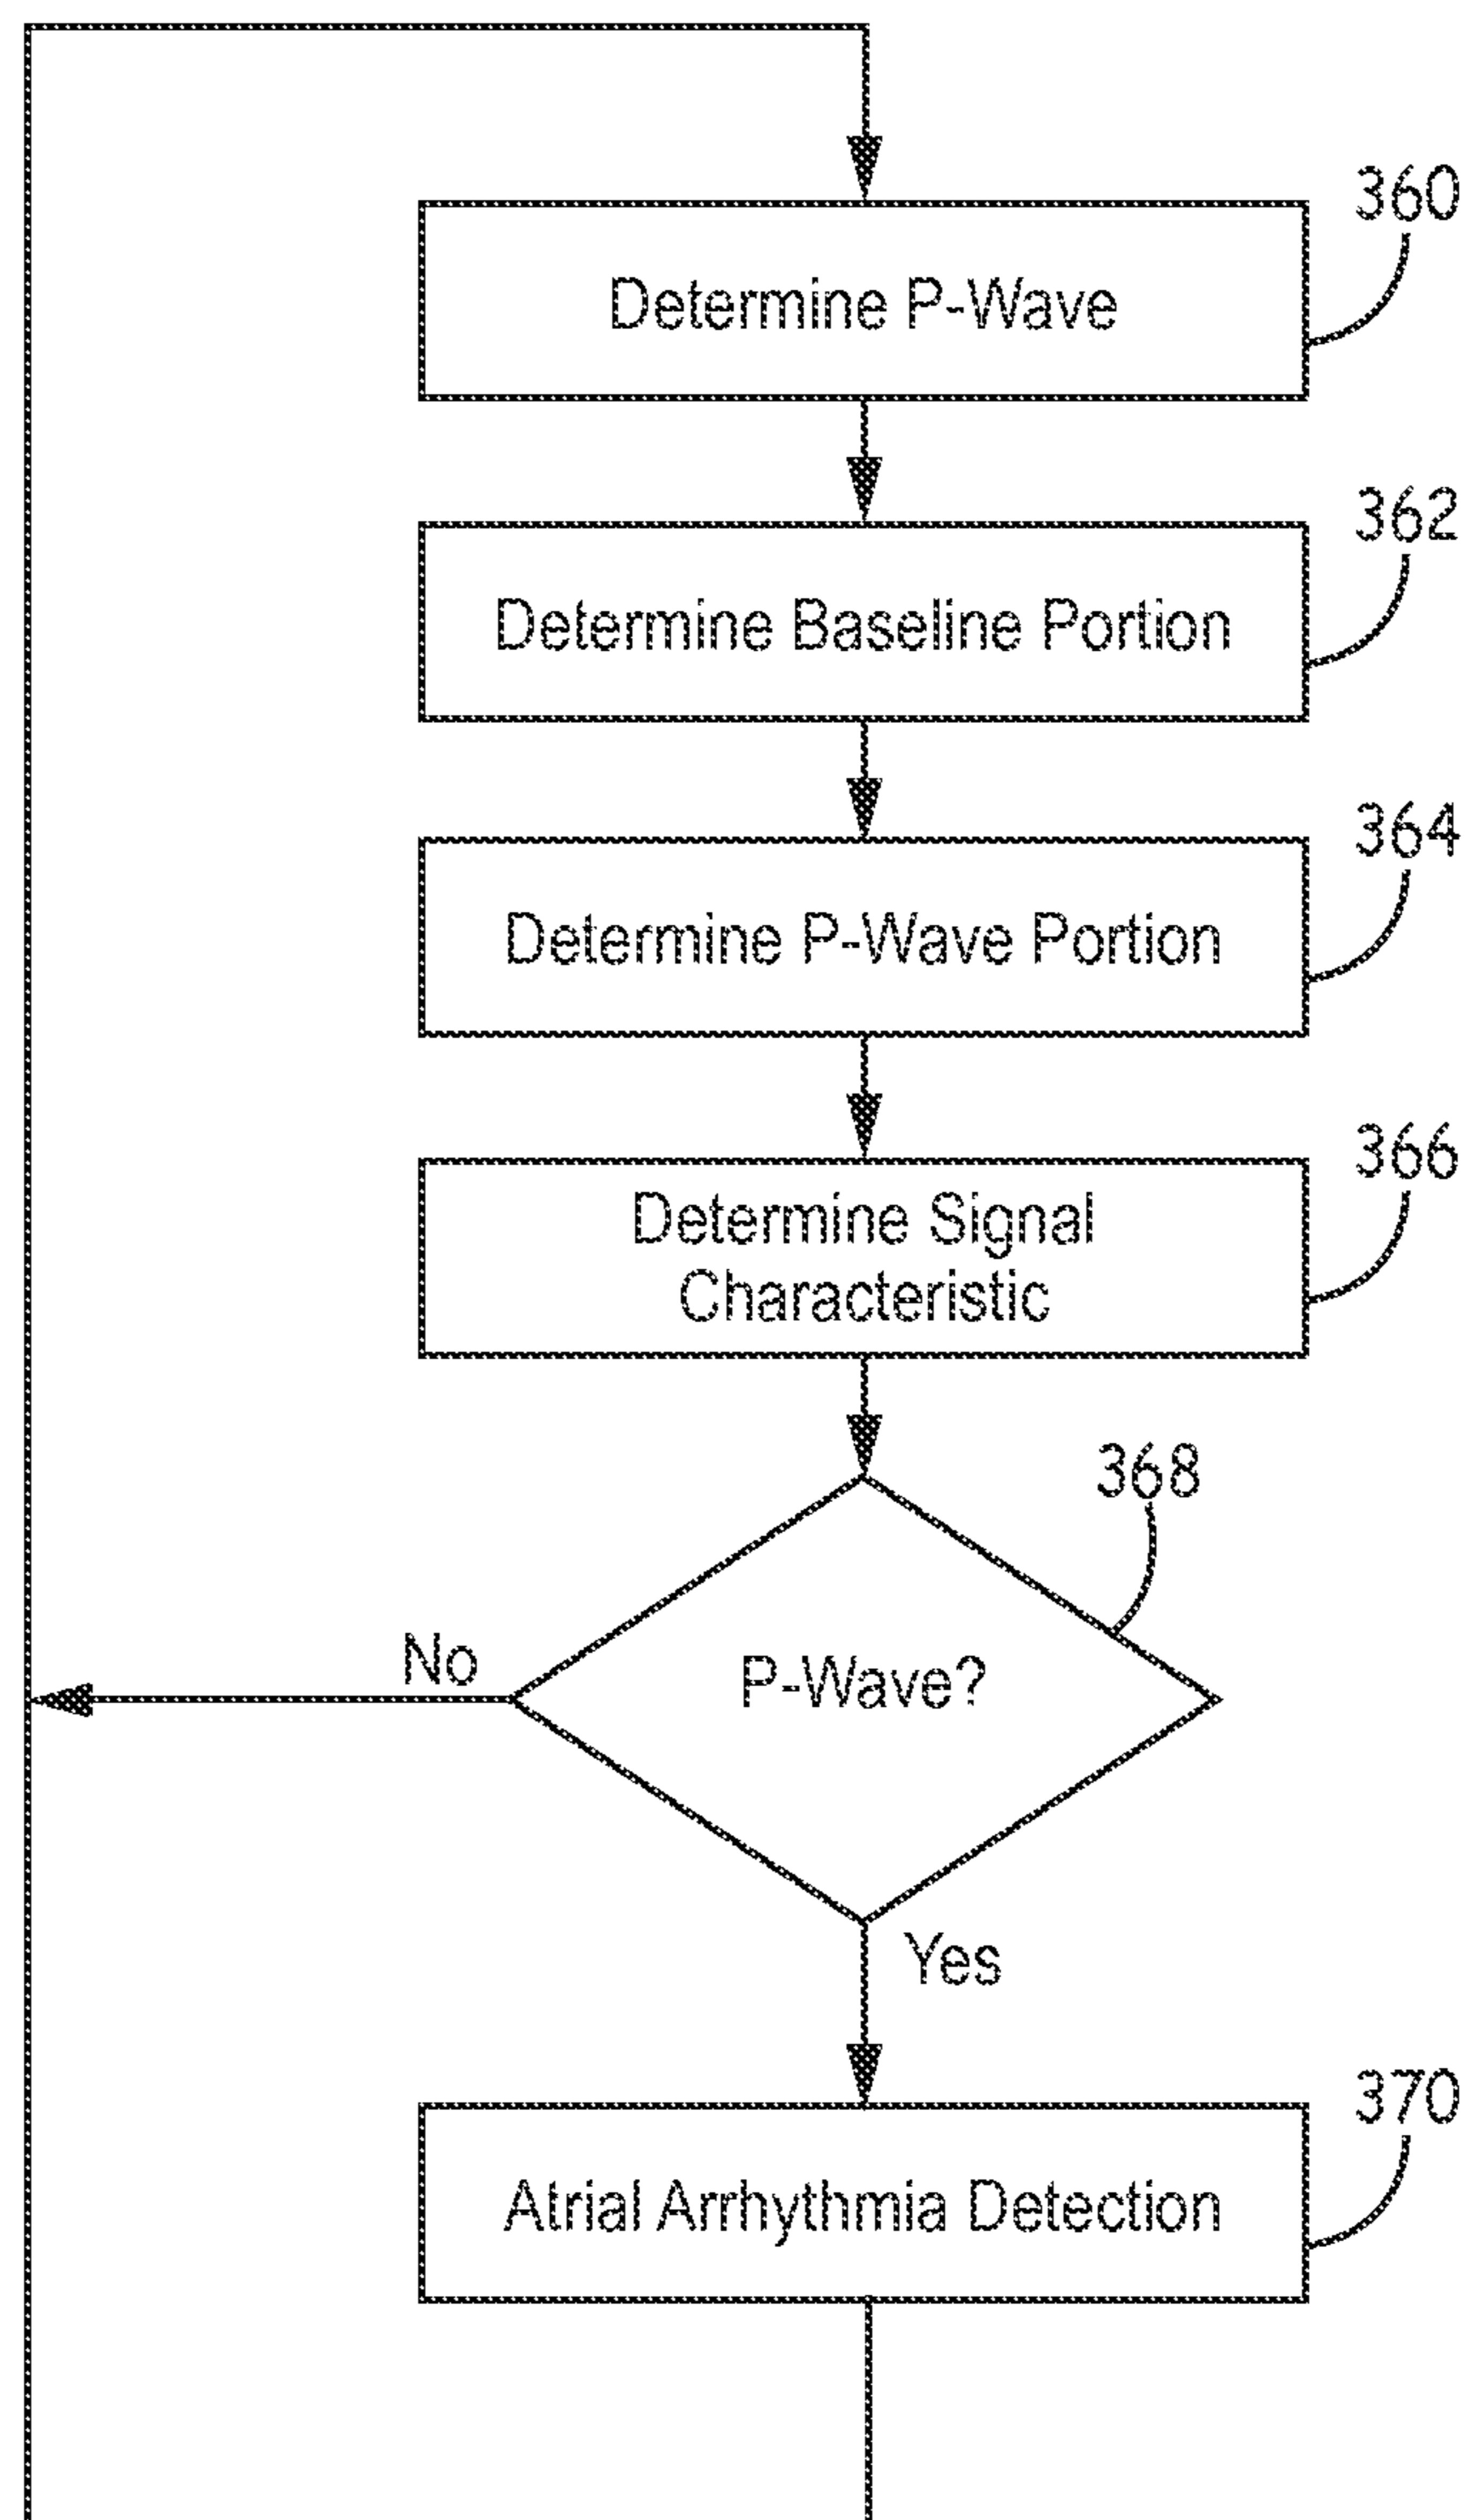 360
Determine P-Wave
362
Determine Baseline Portion
364
Determine P-Wave Portion
366
Determine Signal
Characteristic
368
No
P-Wave?
Yes
370
Atrial Arrhythmia Detection